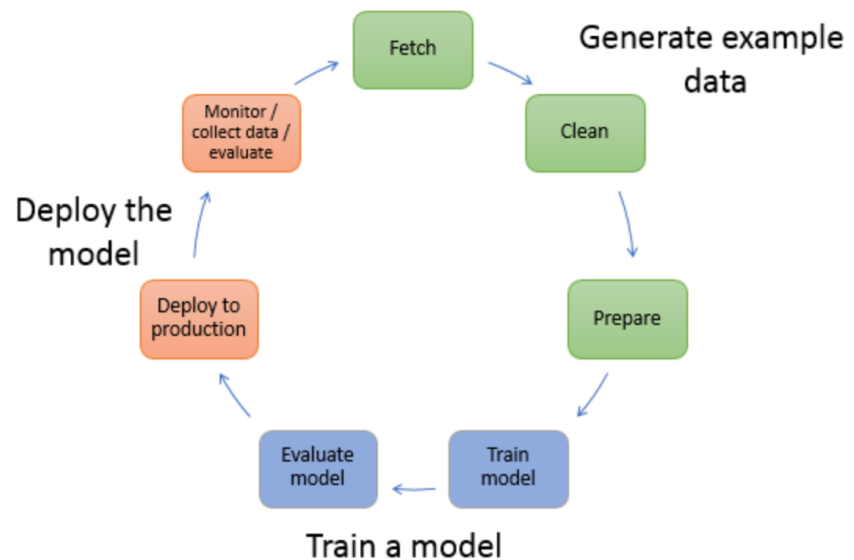 Fetch
Generate example
data
Clean
Prepare
Train
model
Train a model
Evaluate
model
Deploy to
production
Deploy the
model
Monitor /
collect data /
evaluate